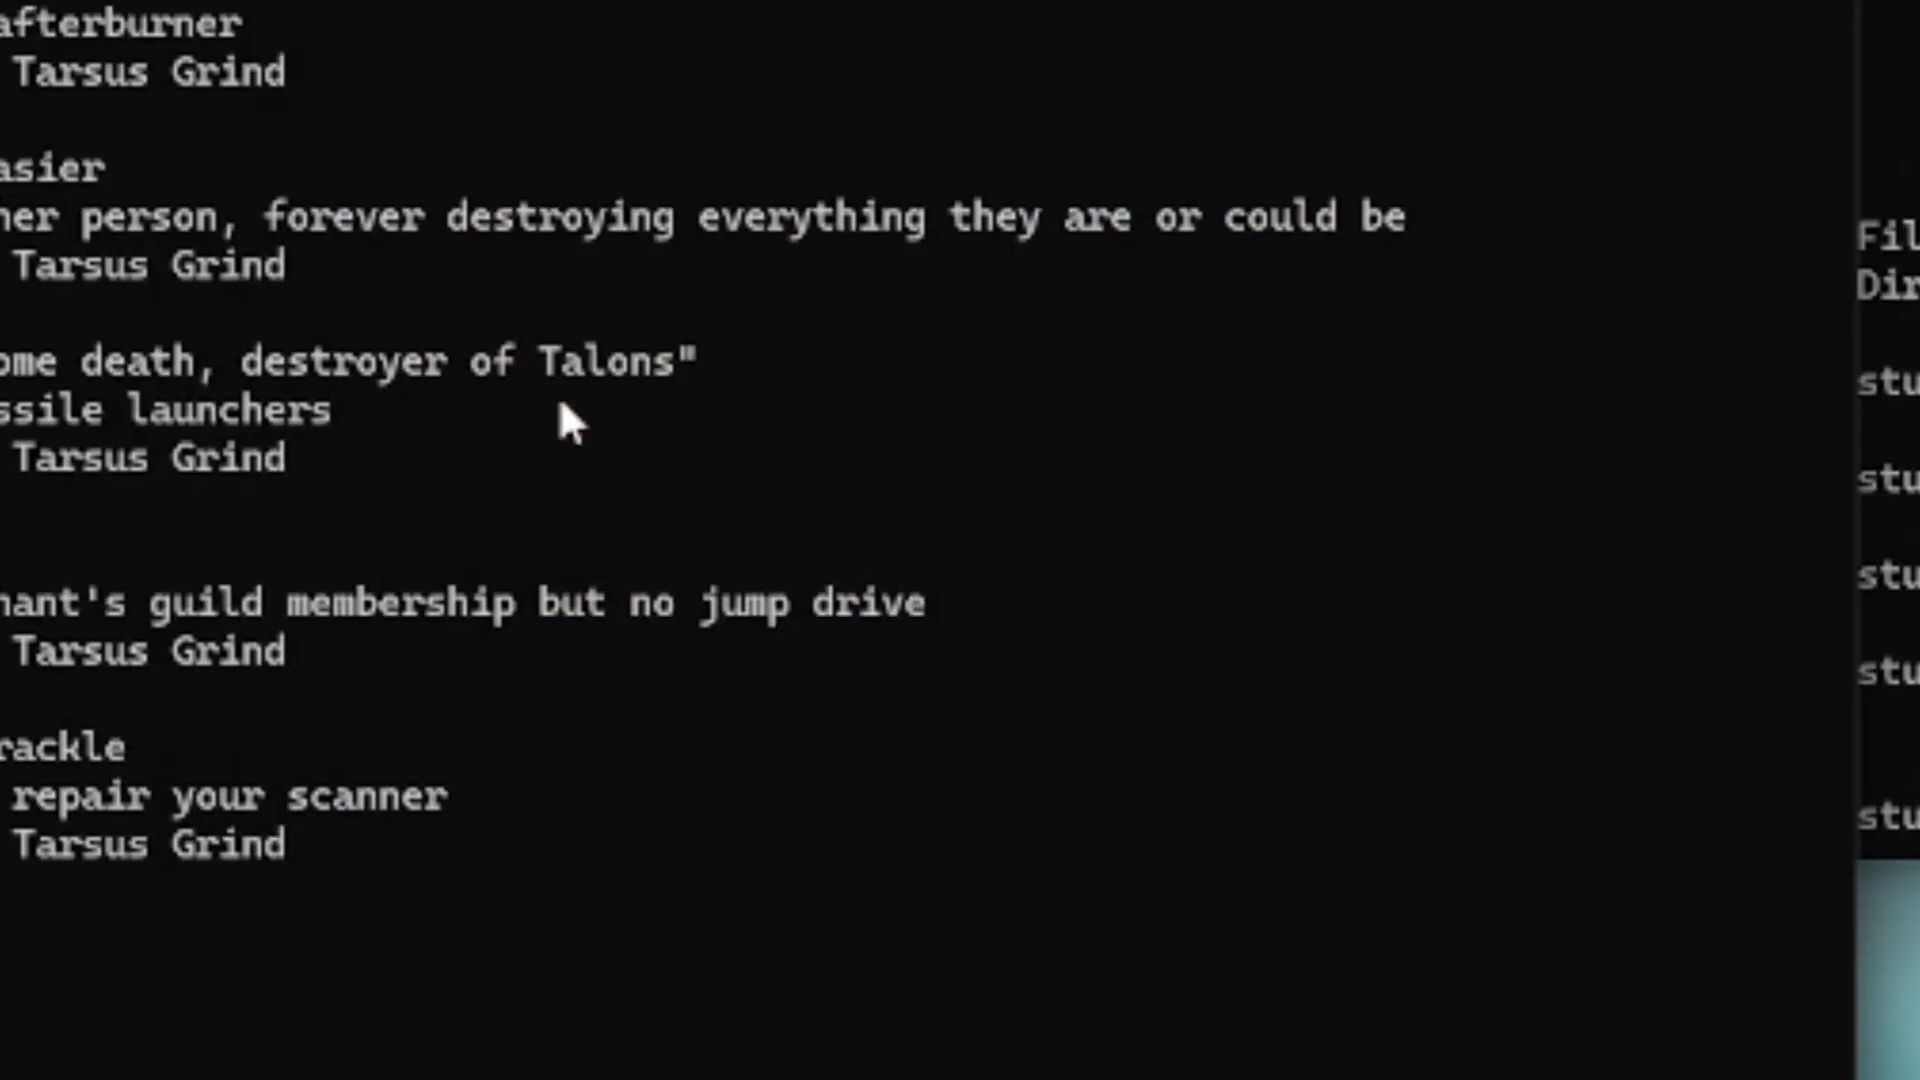 afterburner
Tarsus Grind
asier
her person, forever destroying everything they are or could be
Tarsus Grind
ome death, destroyer of Talons"
ssile launchers
Tarsus Grind
hant's guild membership but no jump drive
Tarsus Grind
rackle
repair your scanner
Tarsus Grind
Fil
Dir
stu
stu
stu
stu
stu